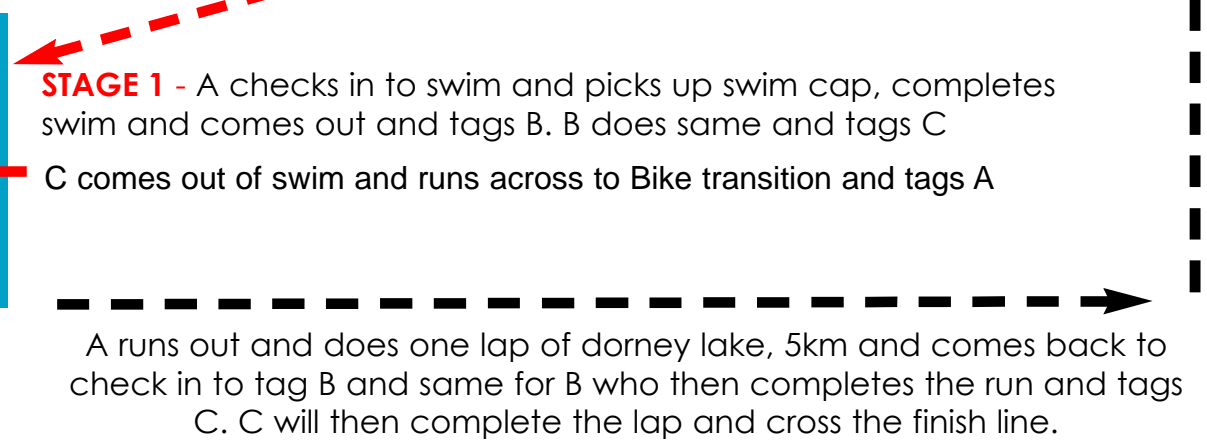 STAGE 1 - A checks in to swim and picks up swim cap, completes
swim and comes out and tags B. B does same and tags C
C comes out of swim and runs across to Bike transition and tags A
A runs out and does one lap of dorney lake, 5km and comes back to
check in to tag B and same for B who then completes the run and tags
C. C will then complete the lap and cross the finish line.